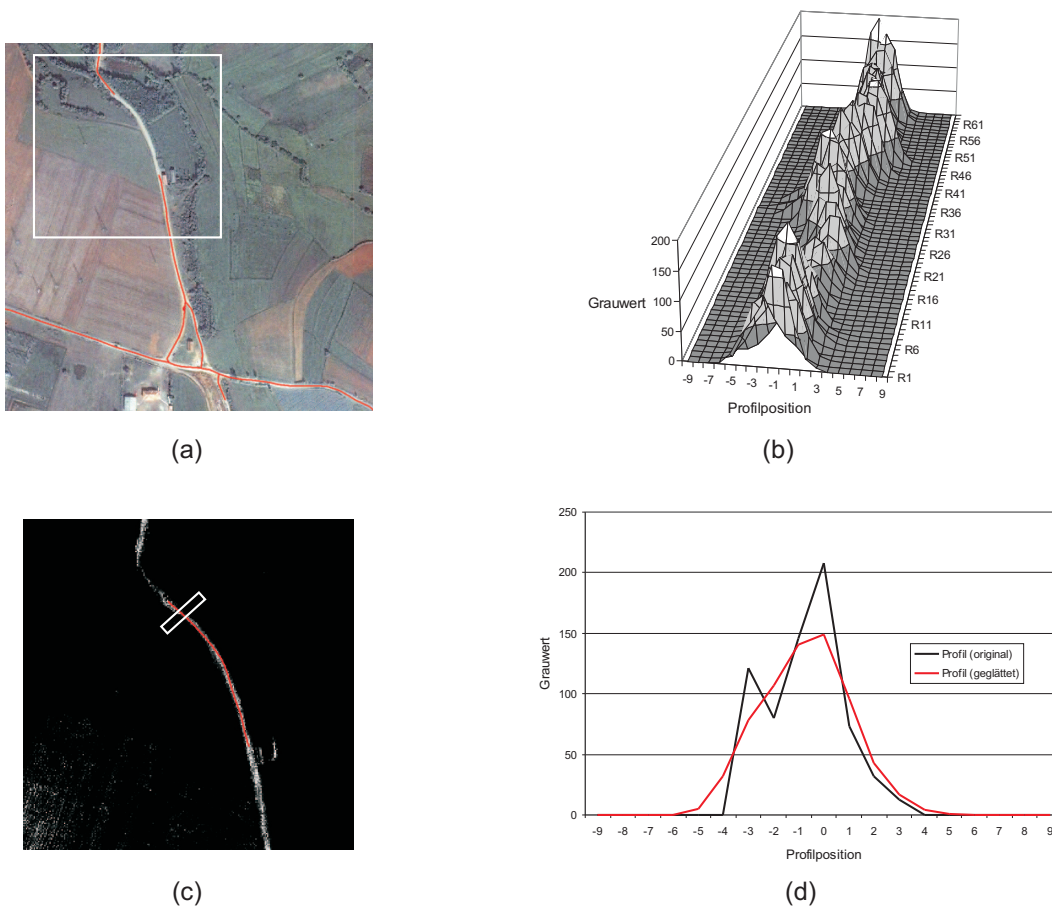 (a)
200
150
100
50
0
Grauwert
-9 -7 -5 -3 -1 1 3 5 7 9
Profilposition
R61
R56
R51
R46
R41
R36
R31
R26
R21
R16
R11
R6
R1
(b)
(c)
250
200
150
100
50
0
Grauwert
Profil (original)
Profil (geglättet)
-9 -8 -7 -6 -5 -4 -3 -2 -1 0 1 2 3 4 5 6 7 8 9
Profilposition
(d)